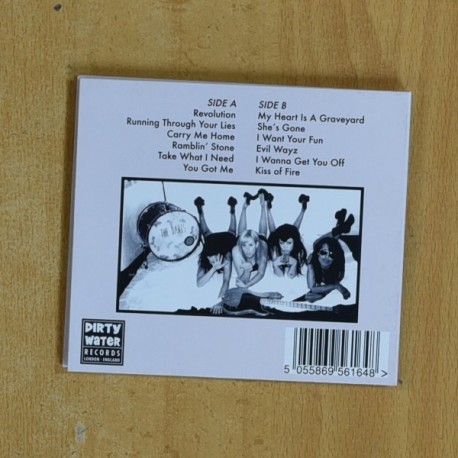 SIDE A
Revolution
Running Through Your Lies
Carry Me Home
Ramblin' Stone
Take What I Need
You Got Me
SIDE B
My Heart Is A Graveyard
She's Gone
I Want Your Fun
Evil Wayz
I Wanna Get You Off
Kiss of Fire
DIRTY
WATER
RECORDS
LONDON ENGLAND
5 055869 561648 >